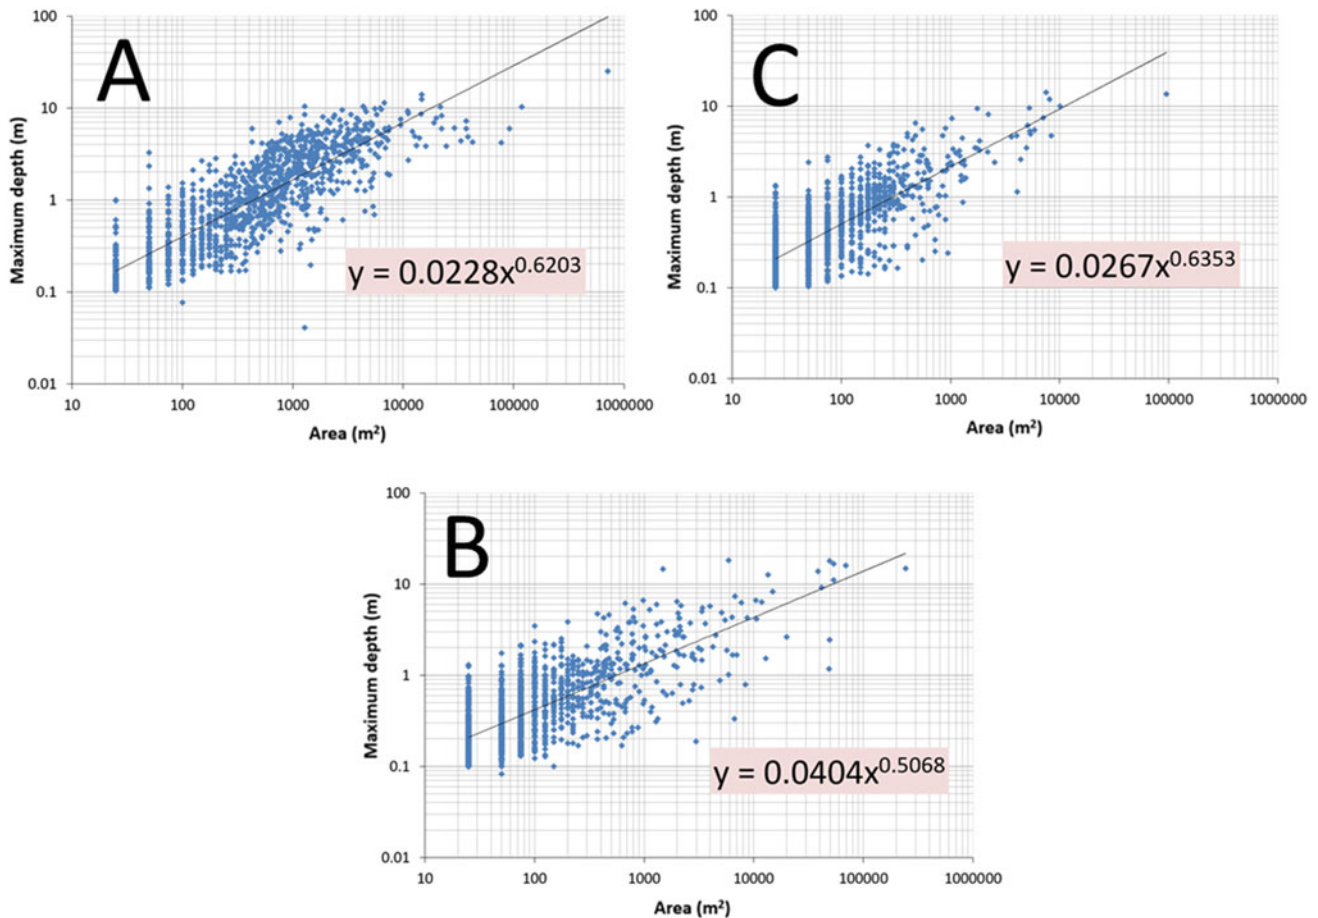 A
Maximum depth (m)
100
10
1
0.1
0.01
y = 0.0228x^0.6203
10 100 1000 10000 100000 1000000
Area (m²)
C
Maximum depth (m)
100
10
1
0.1
0.01
y = 0.0267x^0.6353
10 100 1000 10000 100000 1000000
Area (m²)
B
Maximum depth (m)
100
10
1
0.1
0.01
y = 0.0404x^0.5068
10 100 1000 10000 100000 1000000
Area (m²)